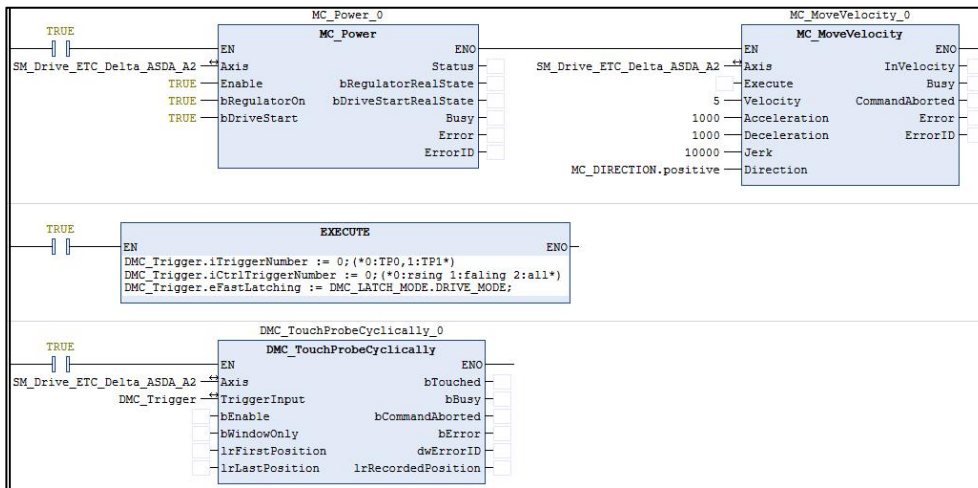 MC_Power_0 MC_MoveVelocity_0
TRUE MC_Power MC_MoveVelocity
EN ENO EN ENO
SM_Drive_ETC_Delta_ASDA_A2 Axis Status SM_Drive_ETC_Delta_ASDA_A2 Axis InVelocity
TRUE Enable bRegulatorRealState Execute Busy
TRUE bRegulatorOn bDriveStartRealState 5 Velocity CommandAborted
TRUE bDriveStart Busy 1000 Acceleration Error
Error 1000 Deceleration ErrorID
ErrorID 10000 Jerk
MC_DIRECTION.positive Direction
TRUE EXECUTE
EN ENO
DMC_Trigger.iTriggerNumber := 0;(*0:TP0,1:TP1*)
DMC_Trigger.iCtrlTriggerNumber := 0;(*0:rsing 1:faling 2:all*)
DMC_Trigger.eFastLatching := DMC_LATCH_MODE.DRIVE_MODE;
DMC_TouchProbeCyclically_0
TRUE DMC_TouchProbeCyclically
EN ENO
SM_Drive_ETC_Delta_ASDA_A2 Axis bTouched
DMC_Trigger TriggerInput bBusy
bEnable bCommandAborted
bWindowOnly bError
lrFirstPosition dwErrorID
lrLastPosition lrRecordedPosition